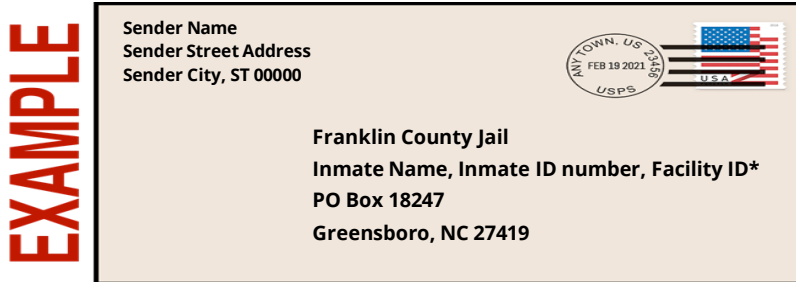 EXAMPLE
Sender Name
Sender Street Address
Sender City, ST 00000
ANY TOWN, US 23456
FEB 19 2021
USPS
USA
Franklin County Jail
Inmate Name, Inmate ID number, Facility ID*
PO Box 18247
Greensboro, NC 27419